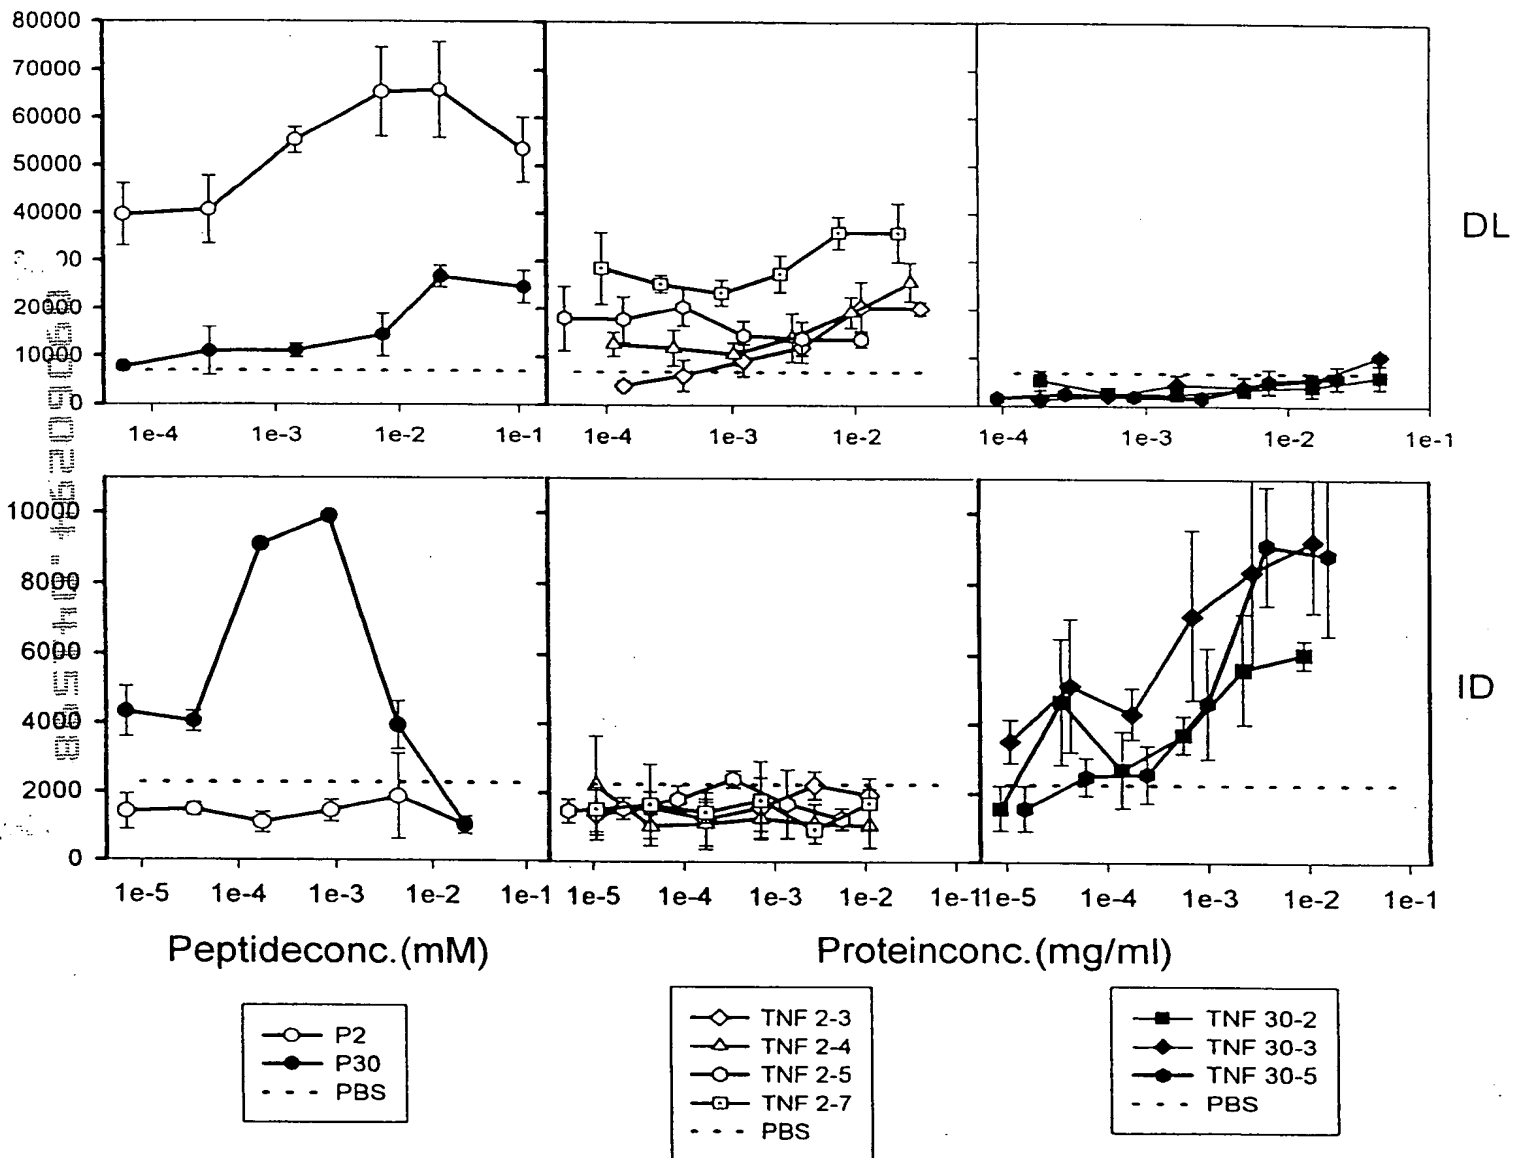 80000
70000
60000
50000
40000
20000
10000
0
1e-4 1e-3 1e-2 1e-1
1e-4 1e-3 1e-2
1e-4 1e-3 1e-2 1e-1
DL
10000
8000
6000
4000
2000
0
1e-5 1e-4 1e-3 1e-2 1e-1
1e-5 1e-4 1e-3 1e-2 1e-1
1e-5 1e-4 1e-3 1e-2 1e-1
ID
Peptideconc.(mM)
Proteinconc.(mg/ml)
P2
P30
PBS
TNF 2-3
TNF 2-4
TNF 2-5
TNF 2-7
PBS
TNF 30-2
TNF 30-3
TNF 30-5
PBS